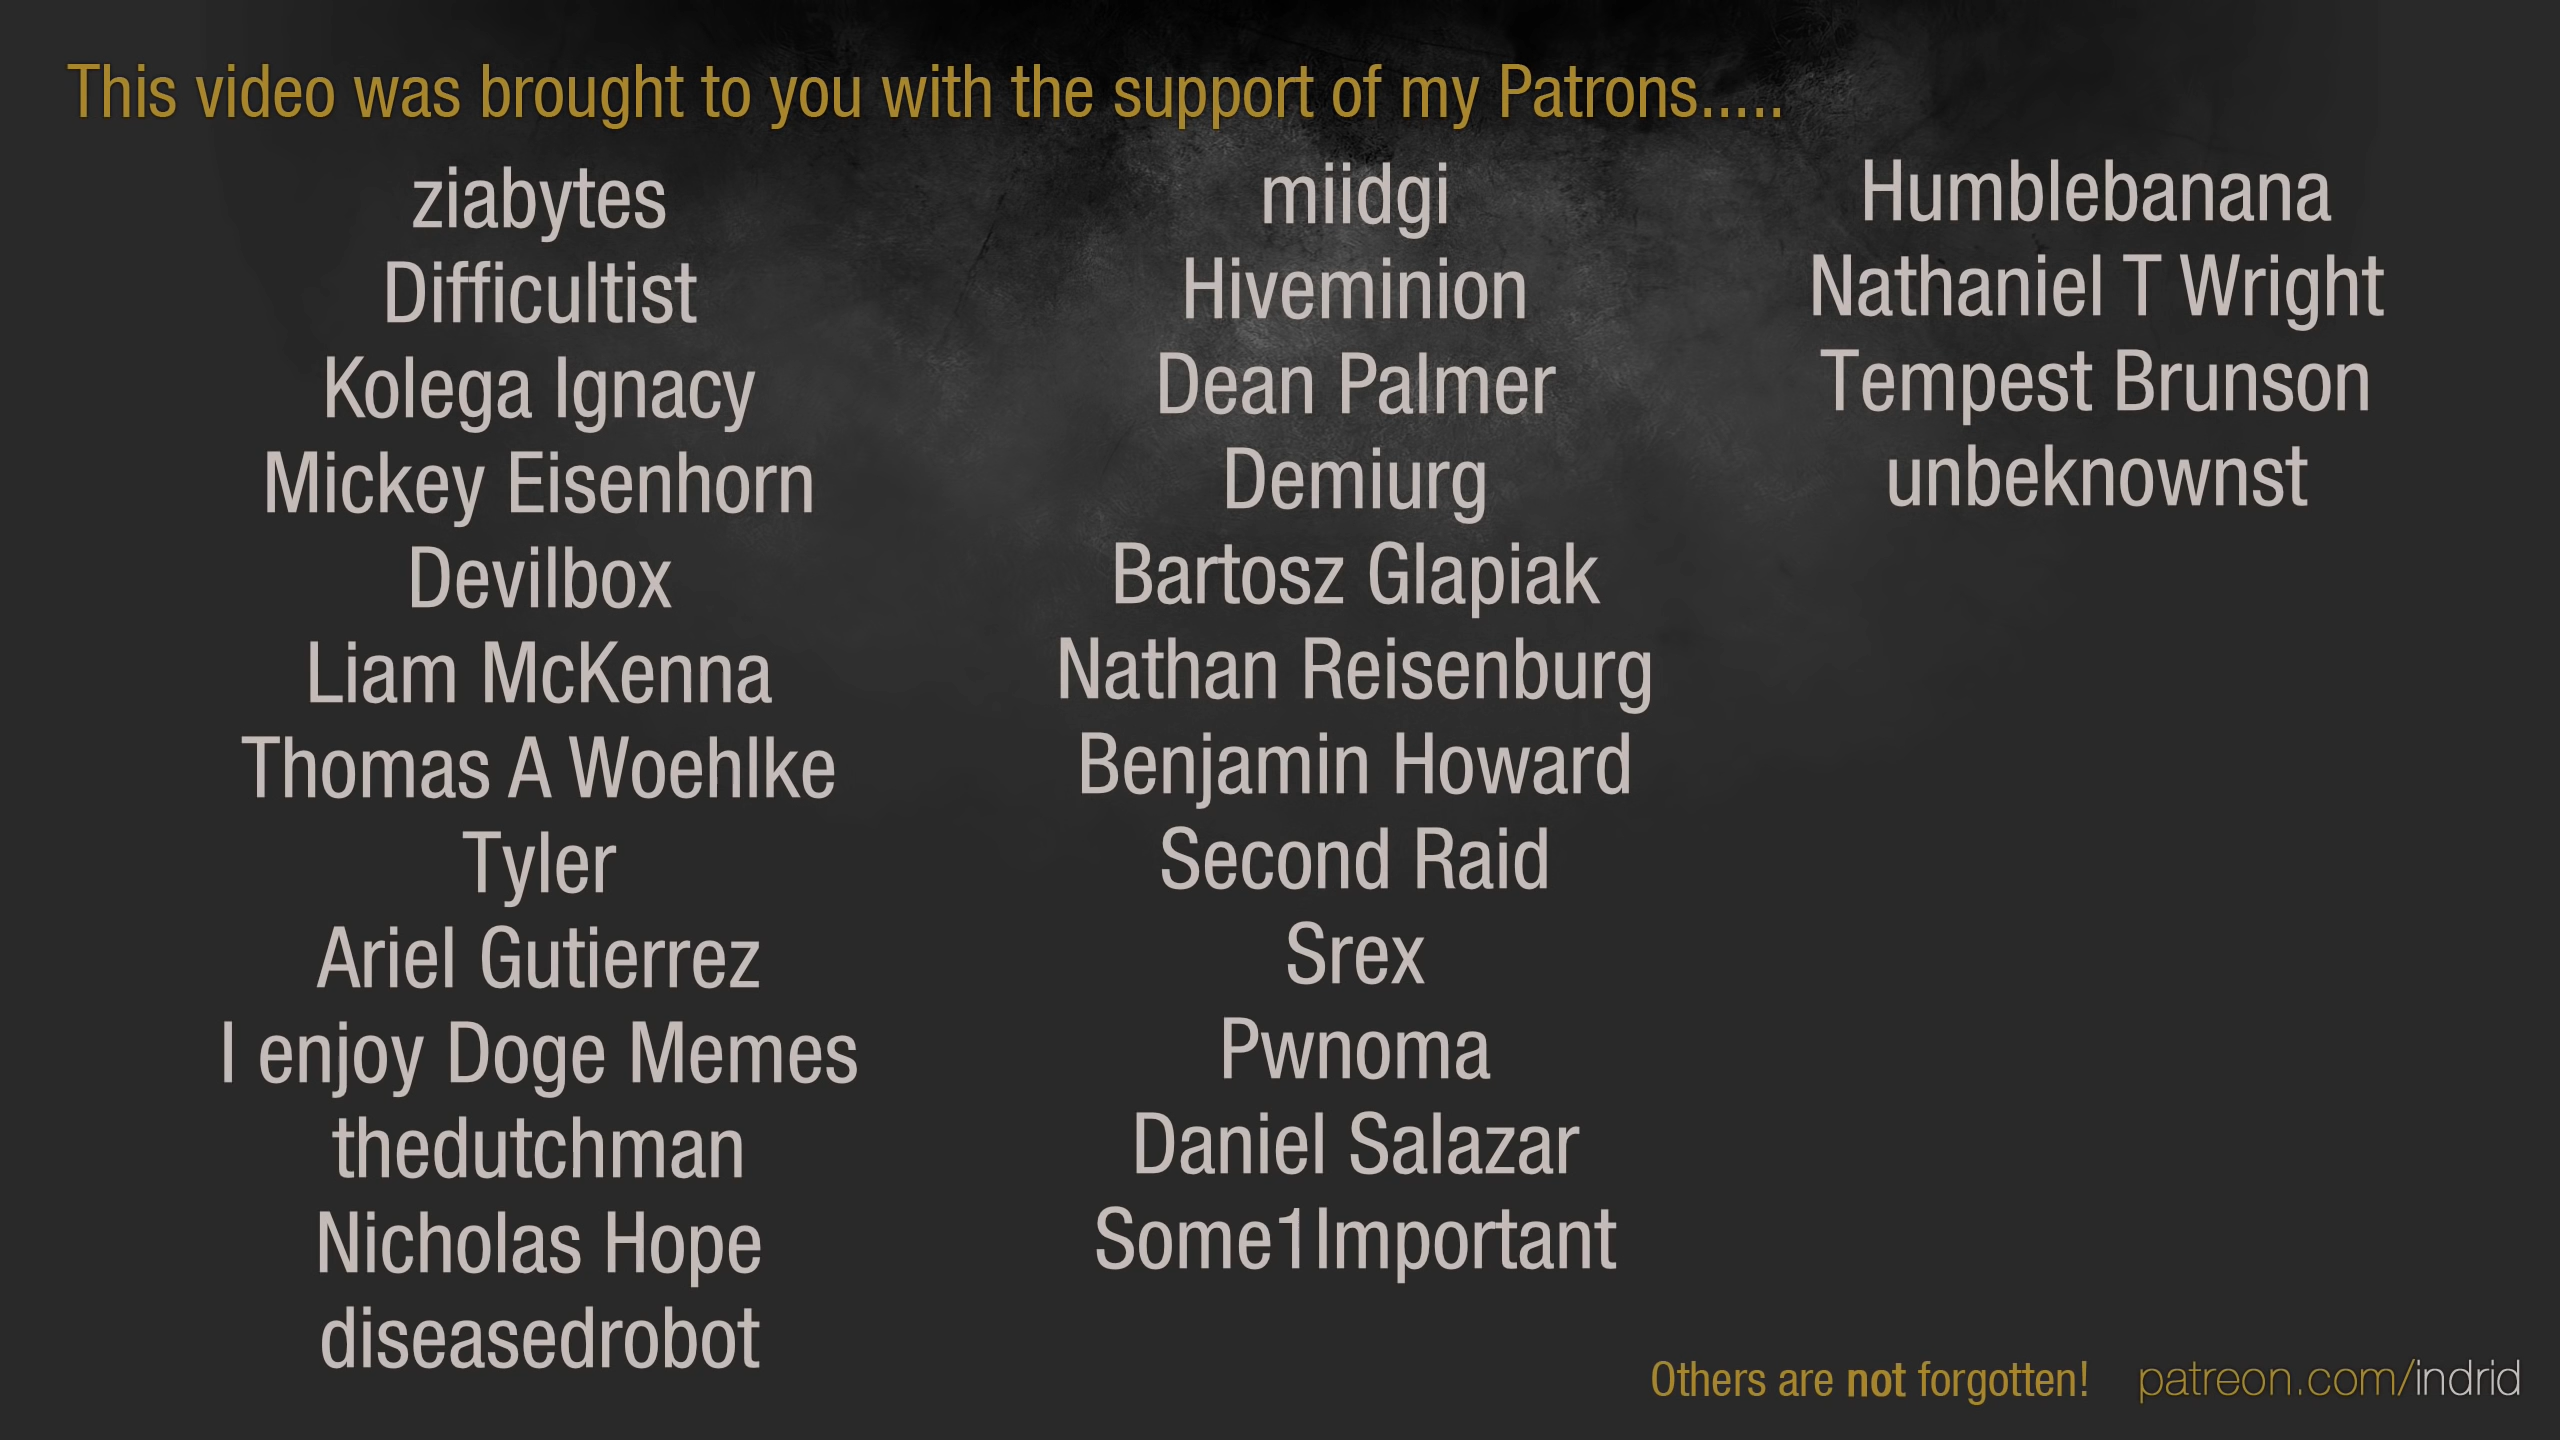 This video was brought to you with the support of my Patrons.....
ziabytes
Difficultist
Kolega Ignacy
Mickey Eisenhorn
Devilbox
Liam McKenna
Thomas A Woehlke
Tyler
Ariel Gutierrez
I enjoy Doge Memes
thedutchman
Nicholas Hope
diseasedrobot
miidgi
Hiveminion
Dean Palmer
Demiurg
Bartosz Glapiak
Nathan Reisenburg
Benjamin Howard
Second Raid
Srex
Pwnoma
Daniel Salazar
Some1Important
Humblebanana
Nathaniel T Wright
Tempest Brunson
unbeknownst
Others are not forgotten! patreon.com/indrid